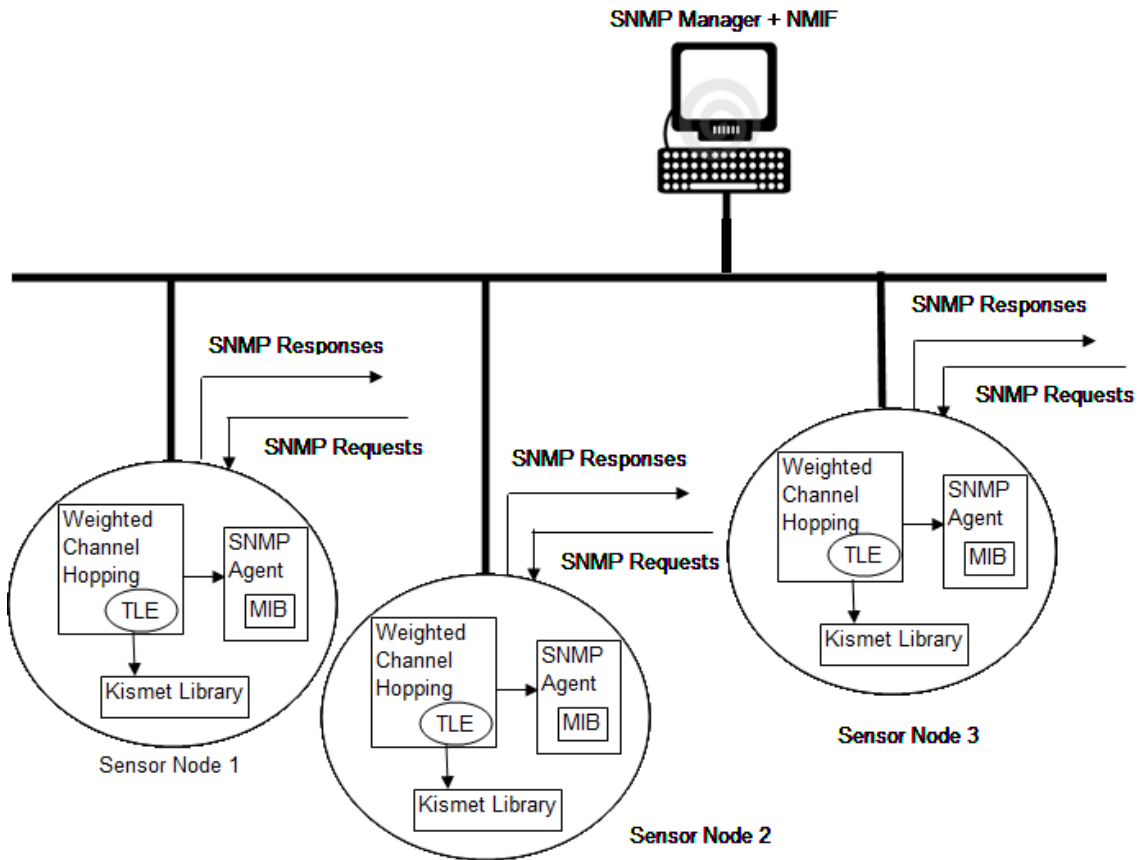 SNMP Manager + NMIF
SNMP Responses
SNMP Requests
SNMP Responses
SNMP Requests
SNMP Responses
SNMP Requests
Weighted
Channel
Hopping
TLE
SNMP
Agent
MIB
Kismet Library
Sensor Node 1
Weighted
Channel
Hopping
TLE
SNMP
Agent
MIB
Kismet Library
Sensor Node 2
Weighted
Channel
Hopping
TLE
SNMP
Agent
MIB
Kismet Library
Sensor Node 3